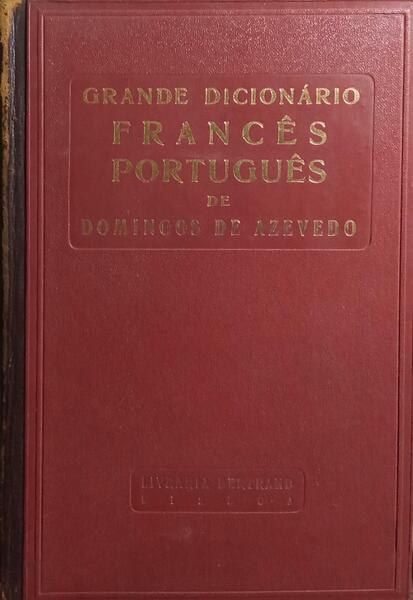 GRANDE DICIONÁRIO
FRANCÊS
PORTUGUÊS
DE
DOMINGOS DE AZEVEDO
LIVRARIA BERTRAND
LISBOA